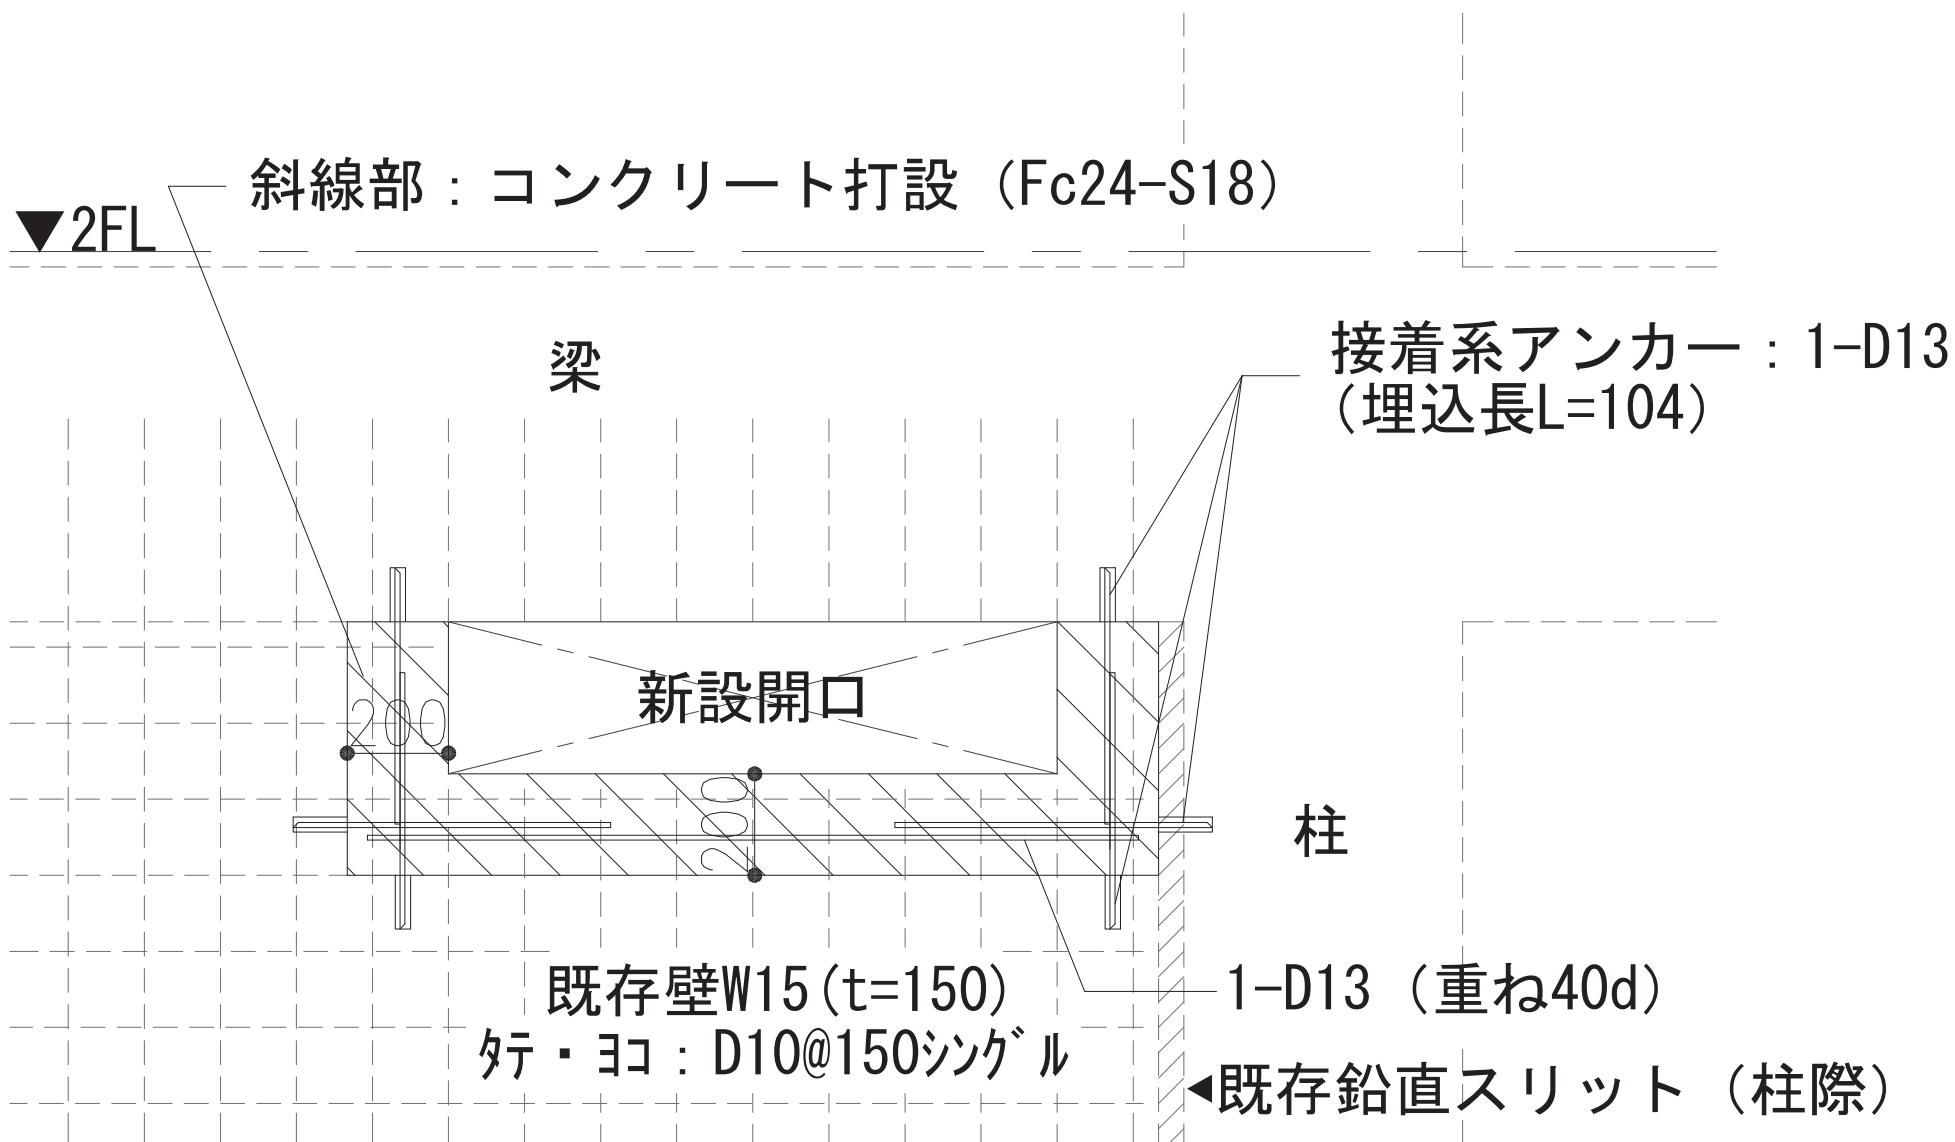 斜線部：コンクリート打設（Fc24-S18）
▼2FL
梁
接着系アンカー：1-D13
（埋込長L=104）
新設開口
200
200
柱
既存壁W15(t=150)
ﾀﾃ・ﾖｺ：D10@150ｼﾝｸﾞﾙ
1-D13（重ね40d）
◀既存鉛直スリット（柱際）